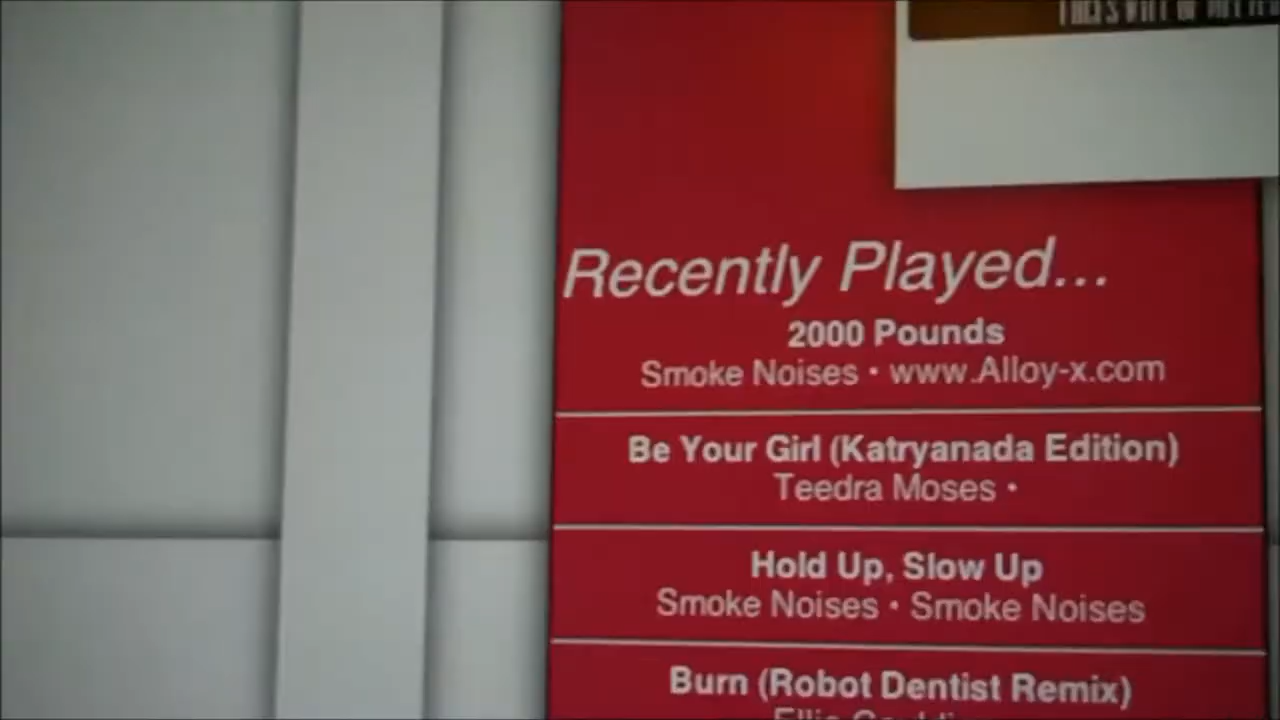 Recently Played...
2000 Pounds
Smoke Noises • www.Alloy-x.com
Be Your Girl (Katryanada Edition)
Teedra Moses •
Hold Up, Slow Up
Smoke Noises • Smoke Noises
Burn (Robot Dentist Remix)